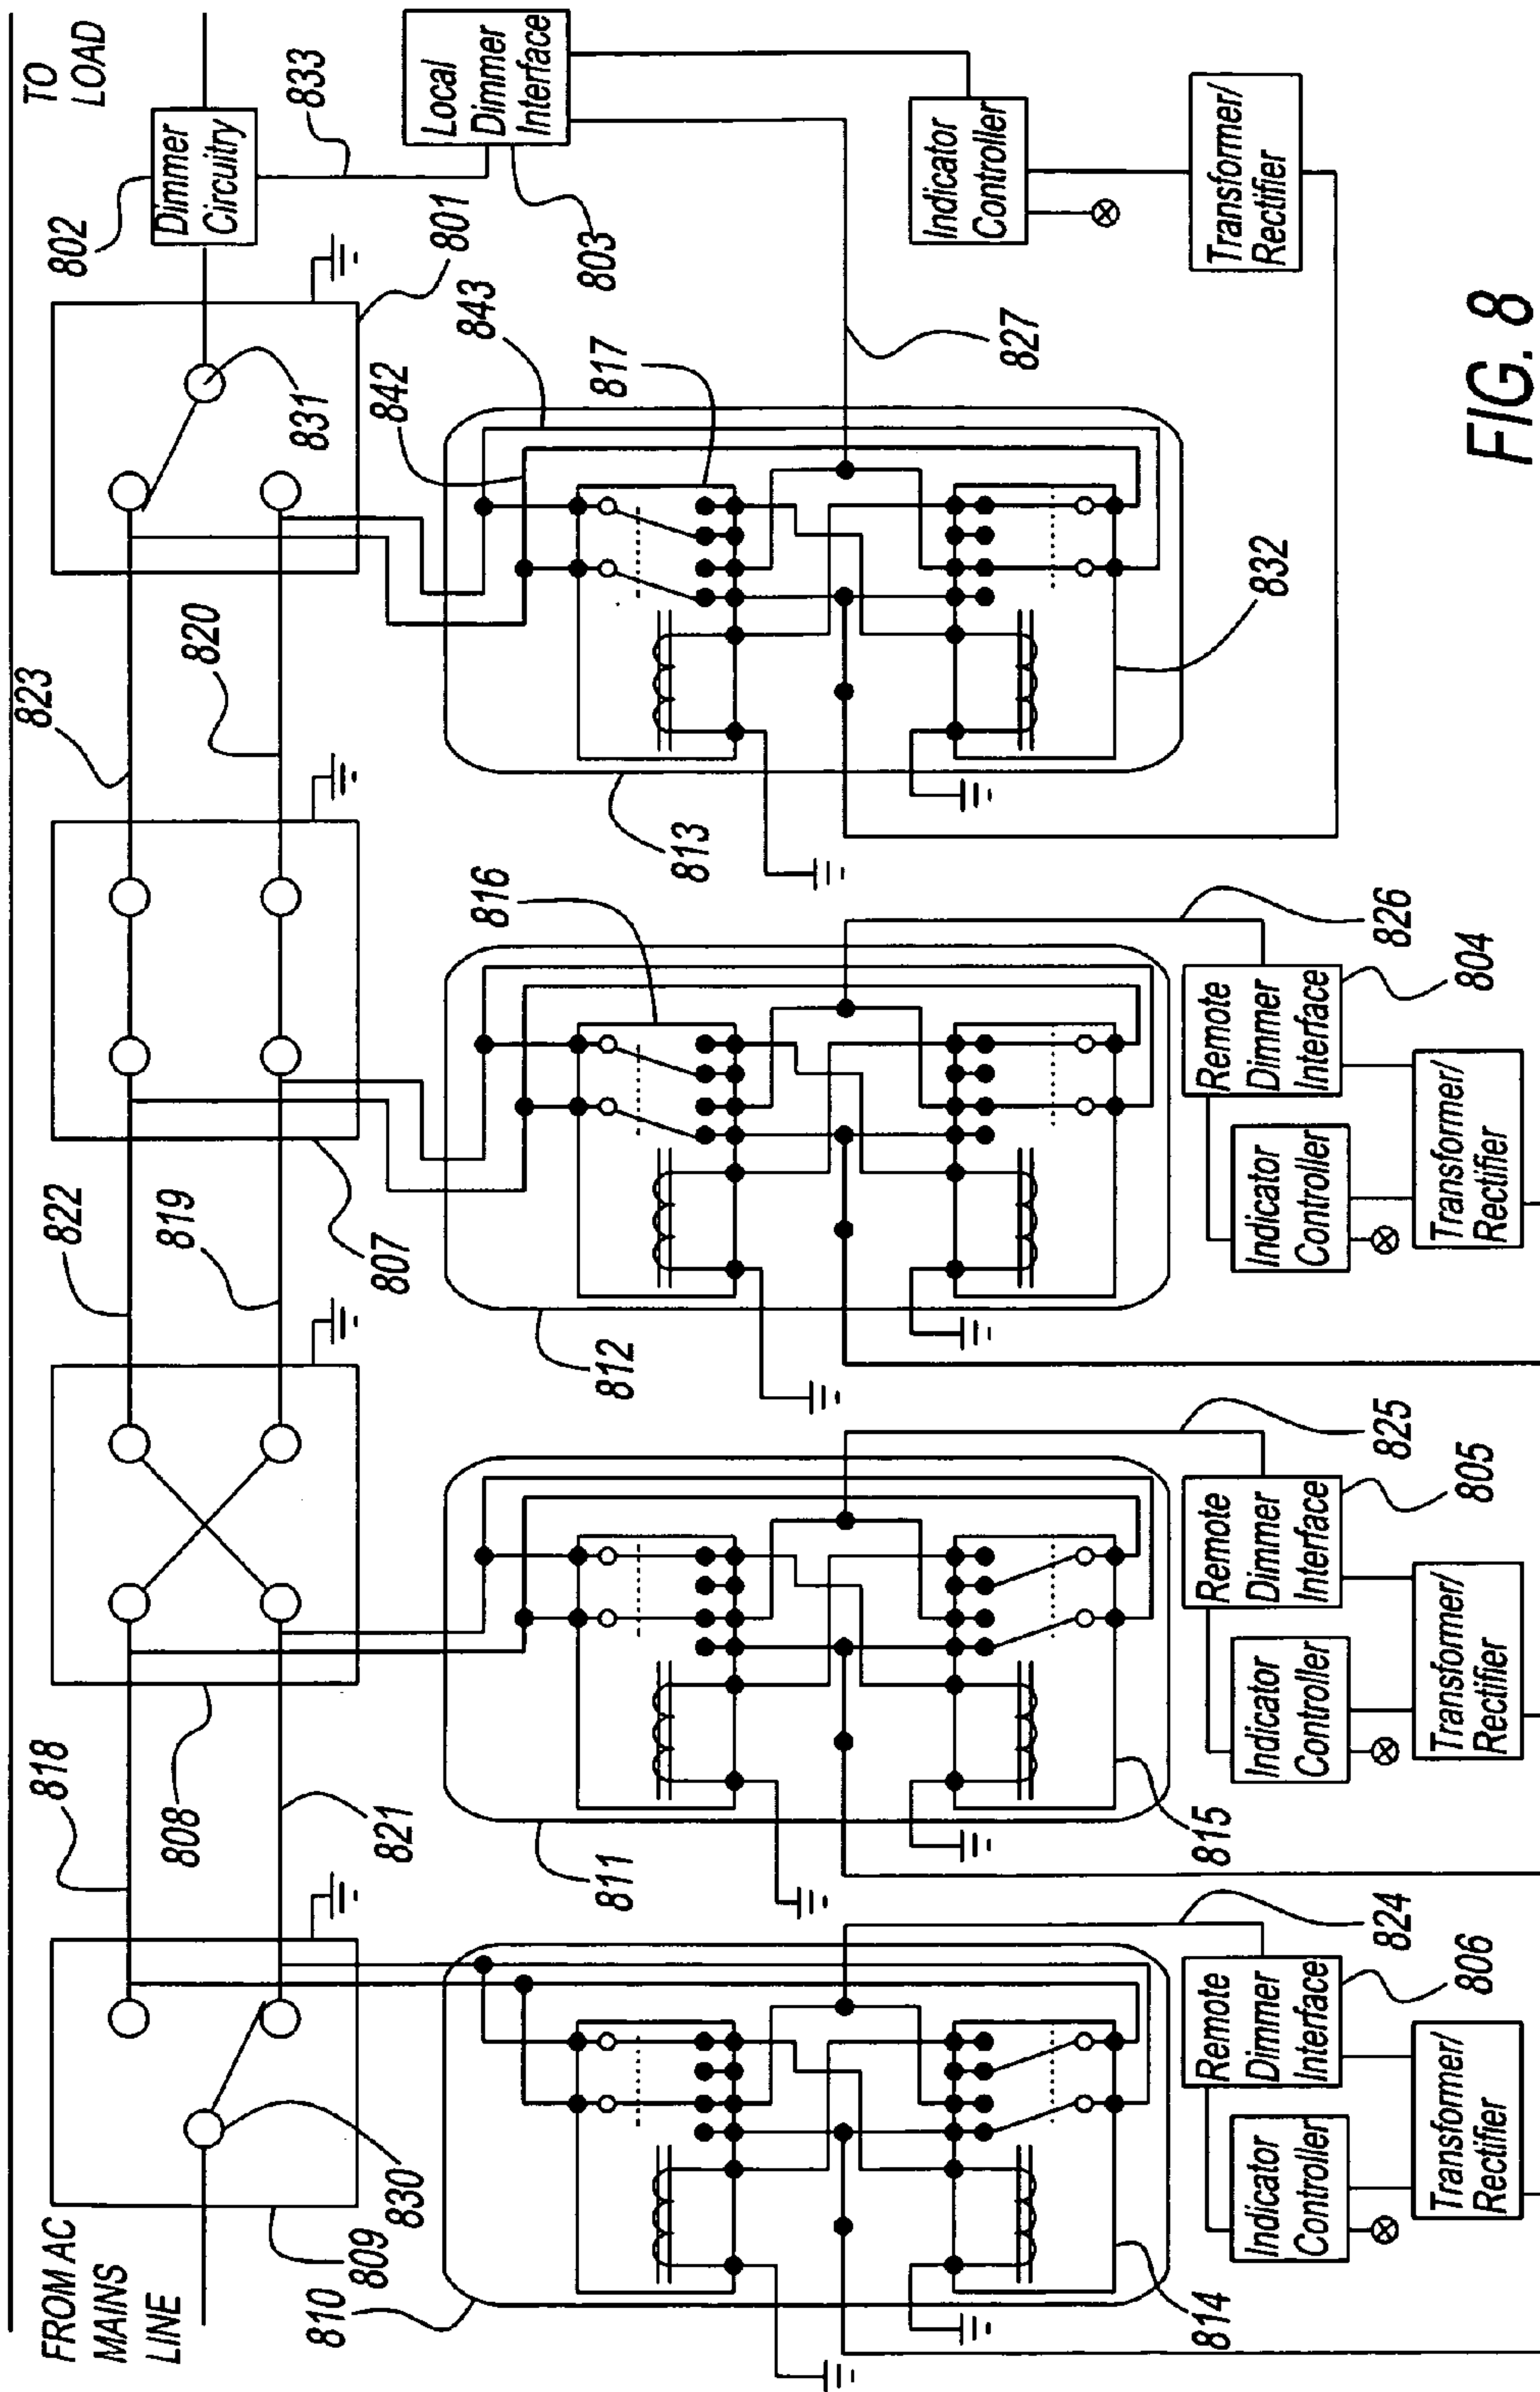 FROM AC
MAINS
LINE
TO
LOAD
809
810
830
818
808
821
811
822
819
807
812
823
820
813
802
Dimmer
Circuitry
833
801
831
842
843
817
803
Local
Dimmer
Interface
816
827
832
Indicator
Controller
Transformer/
Rectifier
814
824
806
Remote
Dimmer
Interface
Indicator
Controller
Transformer/
Rectifier
815
825
805
Remote
Dimmer
Interface
Indicator
Controller
Transformer/
Rectifier
826
804
Remote
Dimmer
Interface
Indicator
Controller
Transformer/
Rectifier
FIG. 8